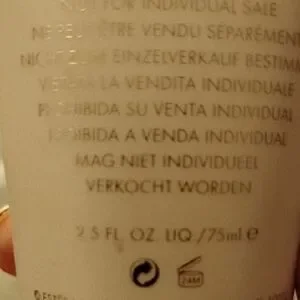 NOT FOR INDIVIDUAL SALE
NE PEUT ÊTRE VENDU SÉPARÉMENT
NICHT ZUM EINZELVERKAUF BESTIMMT
VIETATA LA VENDITA INDIVIDUALE
PROHIBIDA SU VENTA INDIVIDUAL
PROIBIDA A VENDA INDIVIDUAL
MAG NIET INDIVIDUEEL
VERKOCHT WORDEN
2.5 FL. OZ. LIQ./75ml e
24M